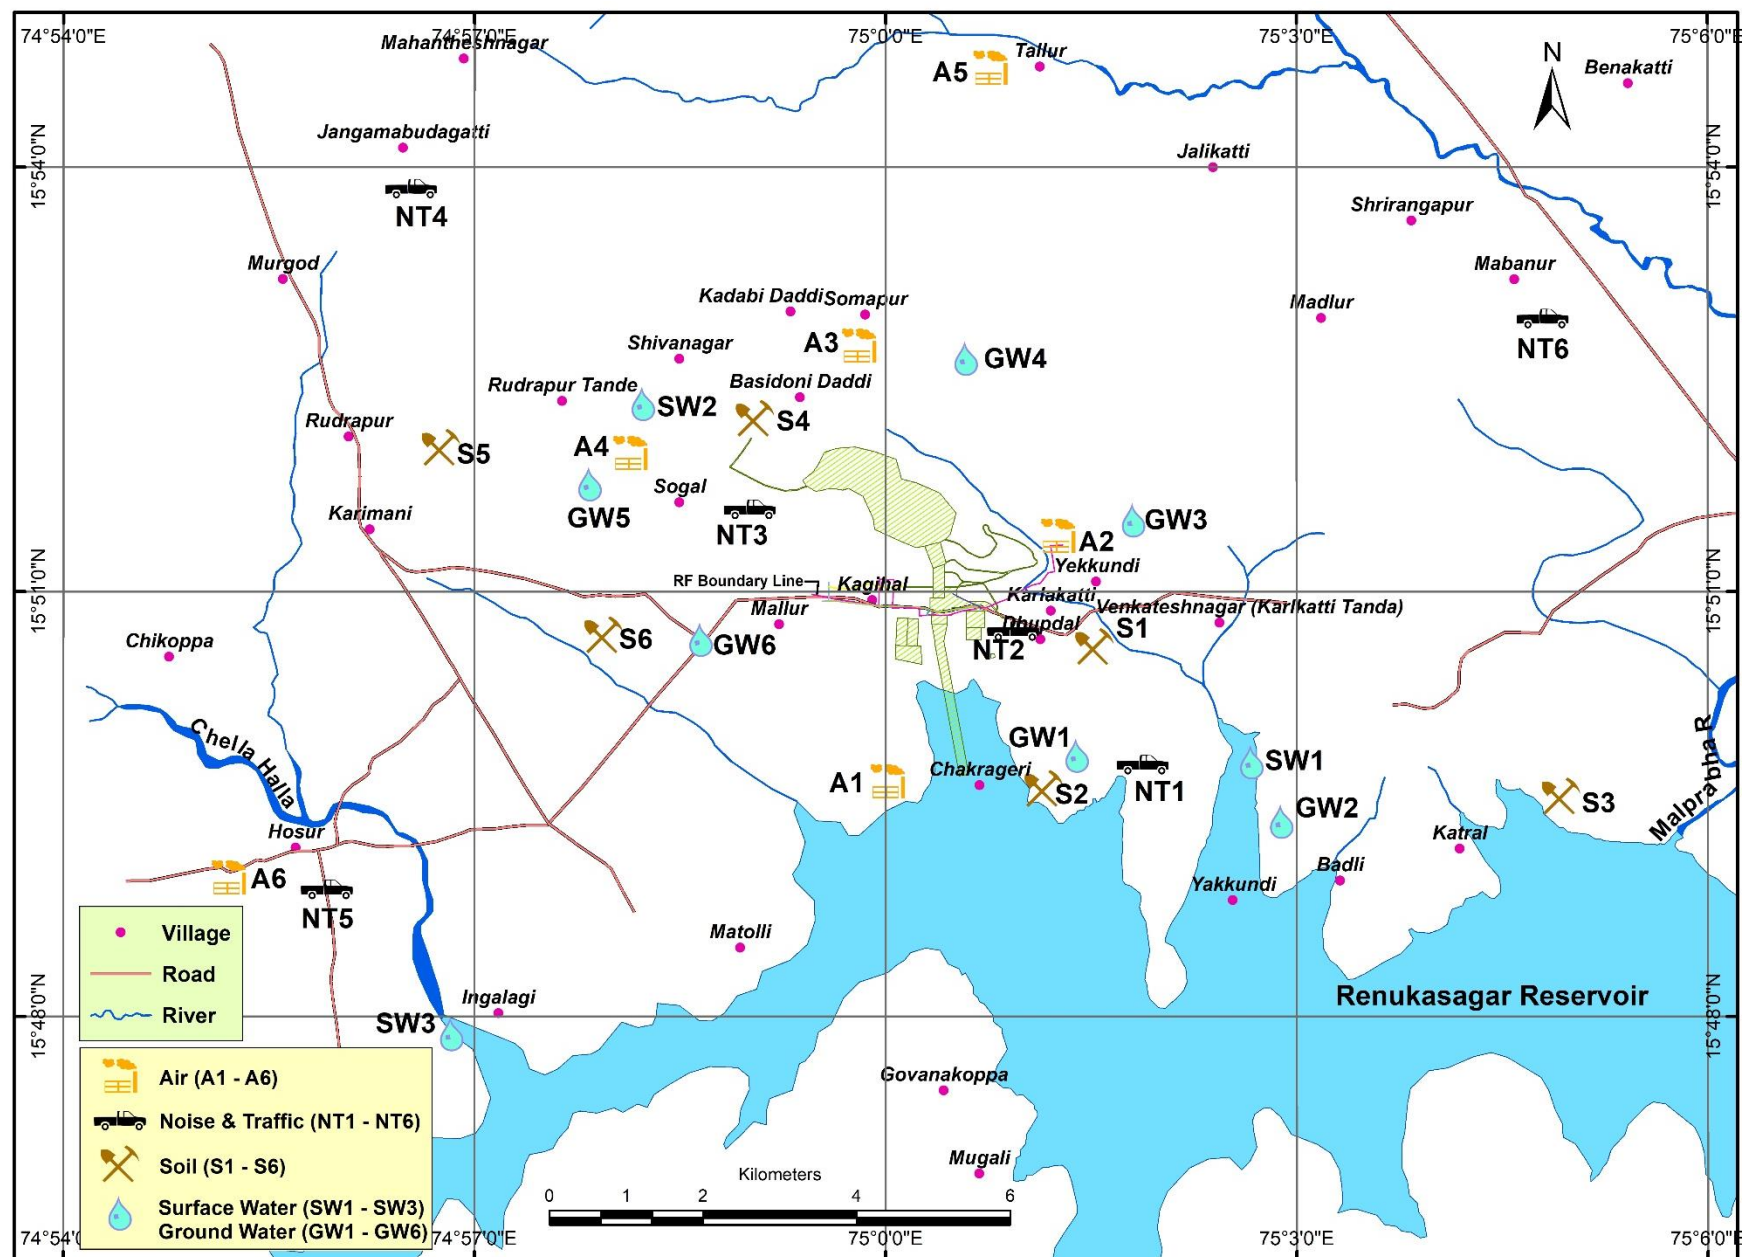 74°54'0"E
74°57'0"E
75°0'0"E
75°3'0"E
75°6'0"E
Mahantheshnagar
A5
Tallur
N
Benakatti
Jangamabudagatti
15°54'0"N
Jalikatti
15°54'0"N
NT4
Shrirangapur
Murgod
Mabanur
Kadabi Daddi
Somapur
Madlur
A3
Shivanagar
GW4
NT6
Rudrapur Tande
Basidoni Daddi
SW2
S4
Rudrapur
A4
S5
Sogal
GW5
Karimani
NT3
GW3
A2
Yekkundi
RF Boundary Line
Kagihal
15°51'0"N
15°51'0"N
Karlakatti
Mallur
Venkateshnagar (Karlkatti Tanda)
Dhupdal
S1
Chikoppa
S6
GW6
NT2
Chella Halla
GW1
SW1
Malprabha R
Chakrageri
A1
S2
NT1
S3
GW2
Hosur
Katral
Badli
A6
Yakkundi
NT5
Matolli
Village
Road
River
Ingalagi
Renukasagar Reservoir
SW3
15°48'0"N
15°48'0"N
Govanakoppa
Air (A1 - A6)
Noise & Traffic (NT1 - NT6)
Soil (S1 - S6)
Surface Water (SW1 - SW3)
Ground Water (GW1 - GW6)
Mugali
Kilometers
0 1 2 4 6
74°54'0
74°57'0"E
75°0'0"E
75°3'0"E
75°6'0"E